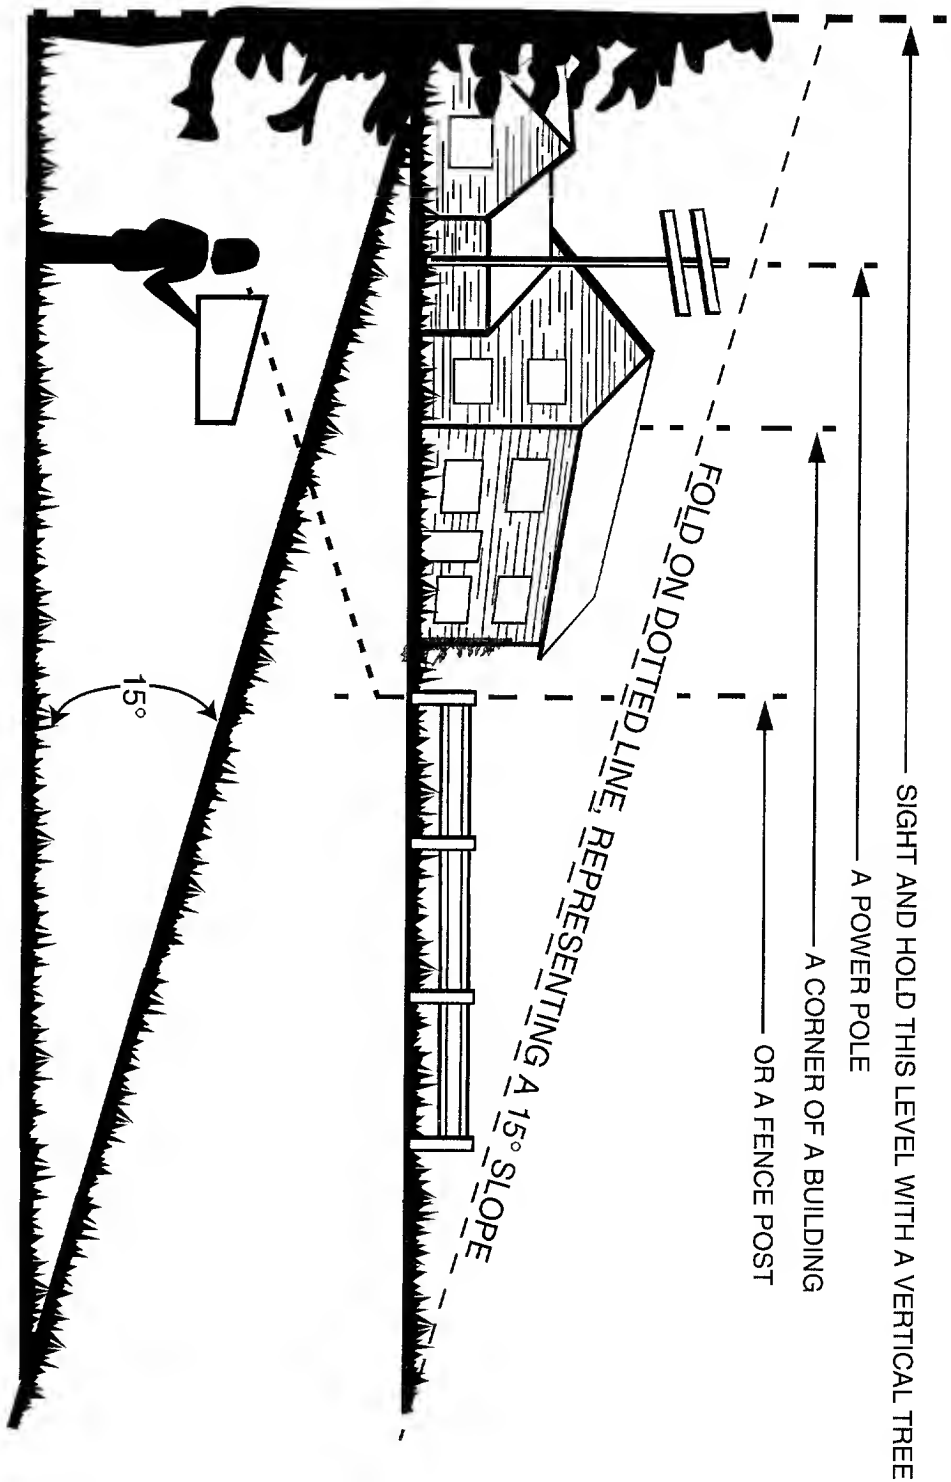 SIGHT AND HOLD THIS LEVEL WITH A VERTICAL TREE
A POWER POLE
A CORNER OF A BUILDING
OR A FENCE POST
FOLD ON DOTTED LINE, REPRESENTING A 15° SLOPE
15°